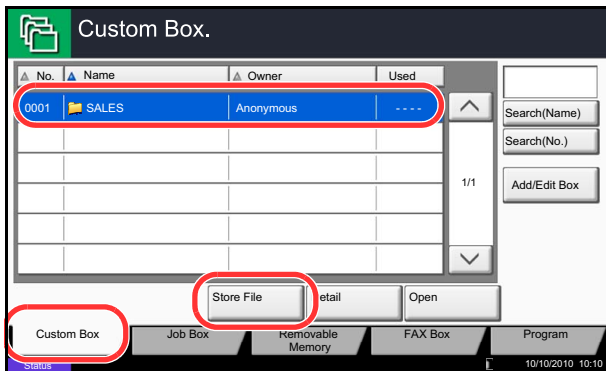 Custom Box.
No. Name Owner Used
0001 SALES Anonymous ----
Search(Name)
Search(No.)
1/1
Add/Edit Box
Store File etail Open
Custom Box Job Box Removable Memory FAX Box Program
Status 10/10/2010 10:10